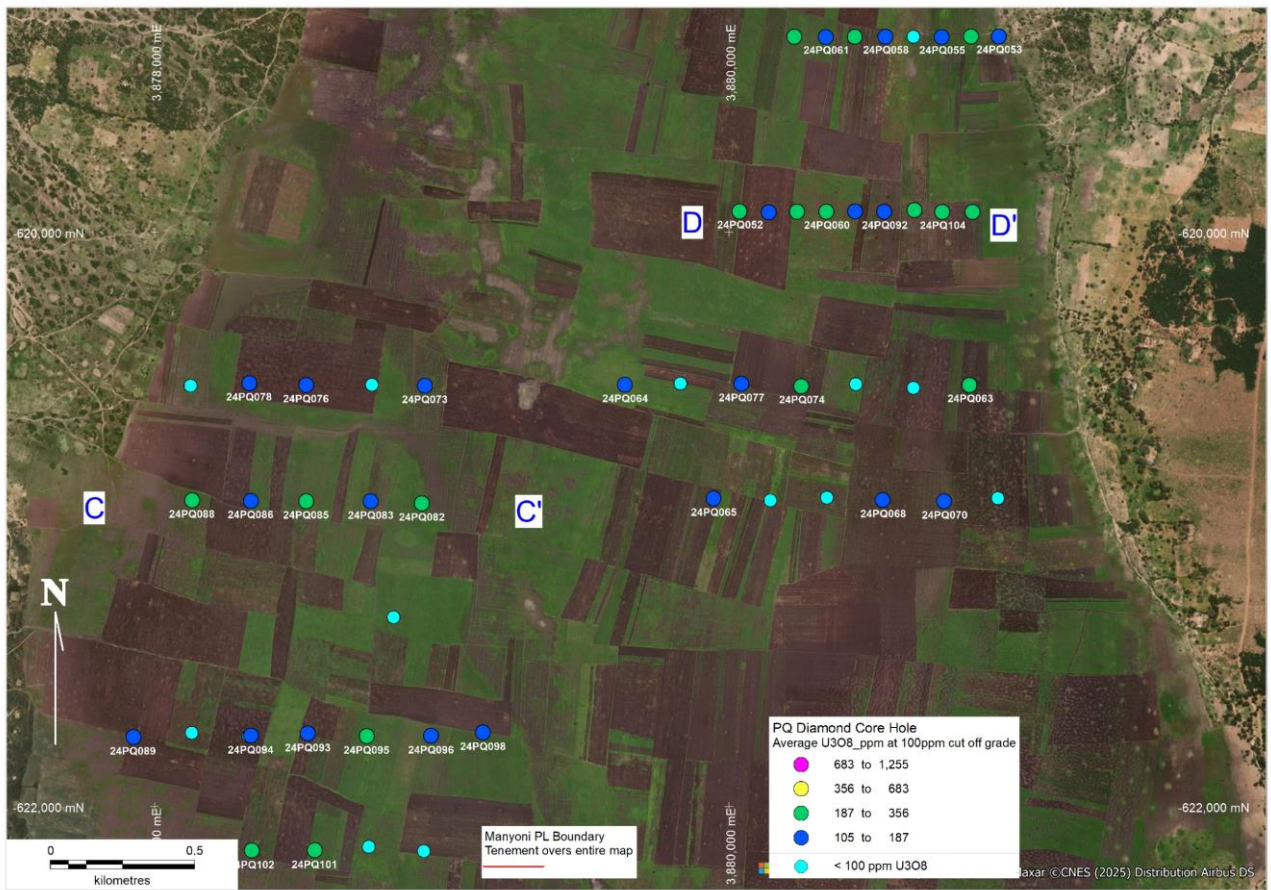 3,878,000 mE
3,880,000 mE
24PQ061 24PQ058 24PQ055 24PQ053
D D'
24PQ052 24PQ060 24PQ092 24PQ104
-620,000 mN -620,000 mN
24PQ078 24PQ076 24PQ073 24PQ064 24PQ077 24PQ074 24PQ063
C C'
24PQ088 24PQ086 24PQ085 24PQ083 24PQ082 24PQ065 24PQ068 24PQ070
N
24PQ089 24PQ094 24PQ093 24PQ095 24PQ096 24PQ098
PQ Diamond Core Hole
Average U3O8_ppm at 100ppm cut off grade
683 to 1,255
356 to 683
187 to 356
105 to 187
< 100 ppm U3O8
-622,000 mN -622,000 mN
3,880,000 mE
Manyoni PL Boundary
Tenement overs entire map
24PQ101
0 0.5
kilometres
©CNES (2025) Distribution Airbus DS